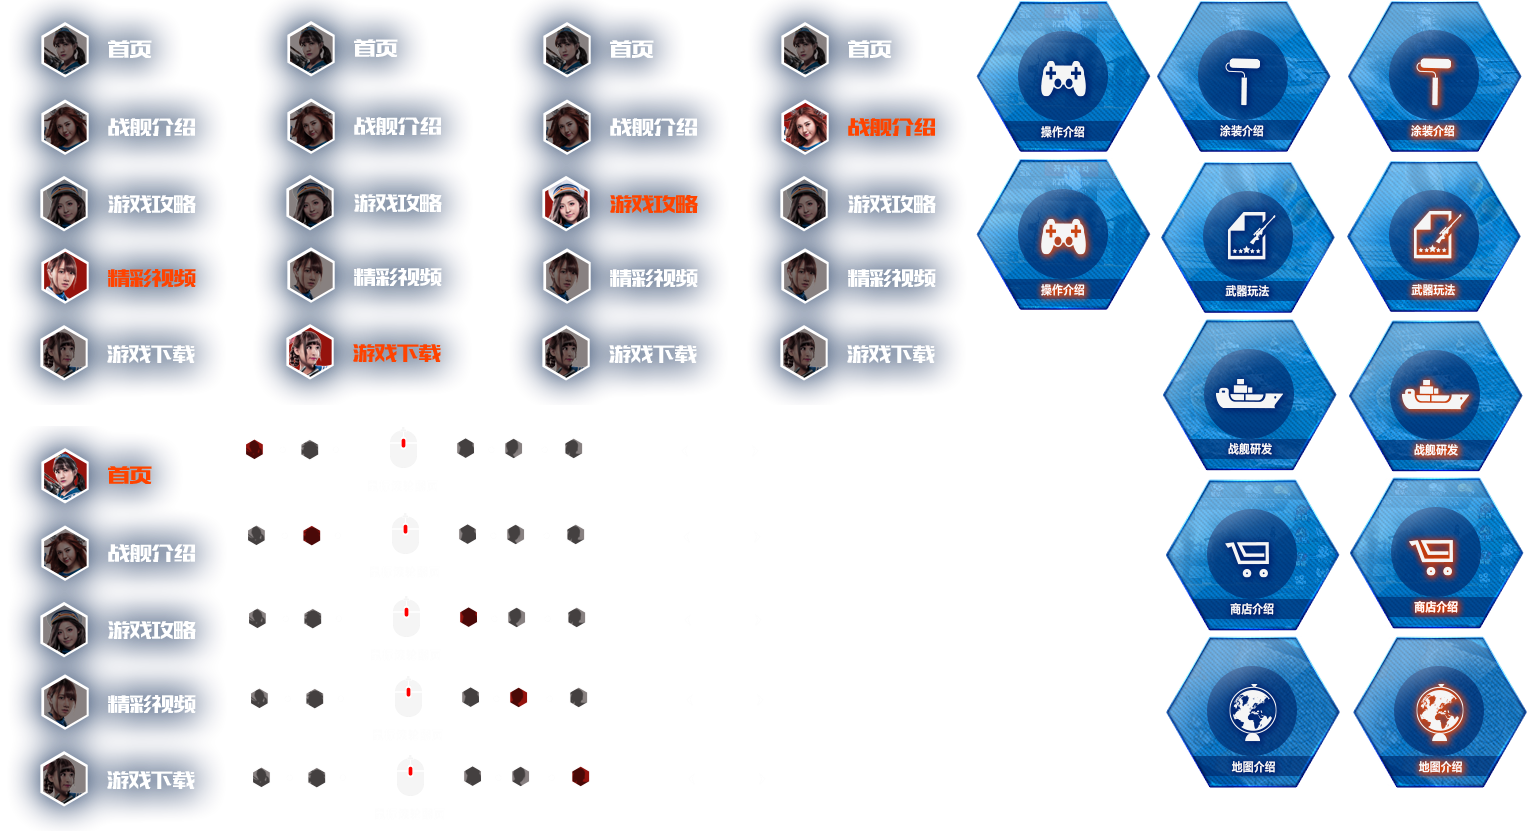 首页
战舰介绍
游戏攻略
精彩视频
游戏下载
首页
战舰介绍
游戏攻略
精彩视频
游戏下载
首页
战舰介绍
游戏攻略
精彩视频
游戏下载
首页
战舰介绍
游戏攻略
精彩视频
游戏下载
首页
战舰介绍
游戏攻略
精彩视频
游戏下载
操作介绍
涂装介绍
涂装介绍
操作介绍
武器玩法
武器玩法
战舰研发
战舰研发
商店介绍
商店介绍
地图介绍
地图介绍